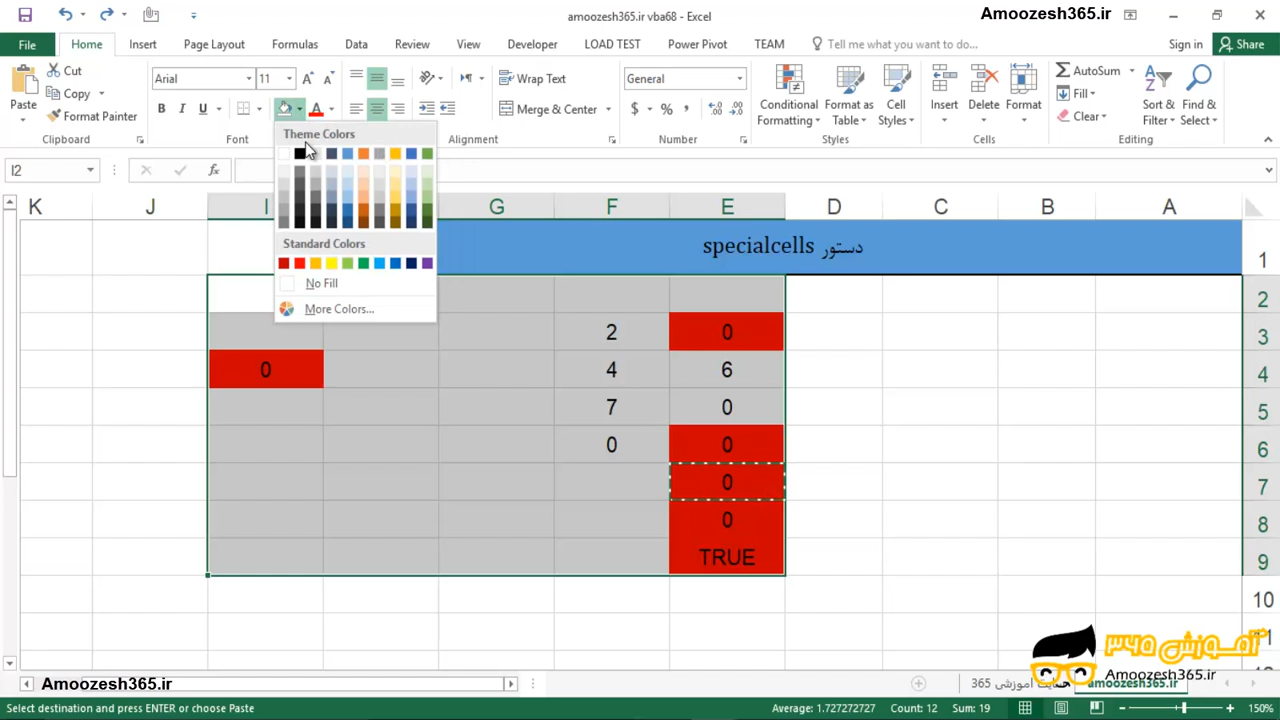 amoozesh365.ir vba68 - Excel
Amoozesh365.ir
File Home Insert Page Layout Formulas Data Review View Developer LOAD TEST Power Pivot TEAM Tell me what you want to do... Sign in Share
Cut
Copy
Format Painter
Paste
Clipboard
Arial 11
B I U A
Font
Wrap Text
Merge & Center
Alignment
General
$ % ,
Number
Conditional Formatting
Format as Table
Cell Styles
Insert
Delete
Format
Cells
AutoSum
Fill
Clear
Sort & Filter
Find & Select
Editing
Theme Colors
Standard Colors
No Fill
More Colors...
I2 fx
K J I G F E D C B A
دستور specialcells 1
2
2 0 3
0 4 6 4
7 0 5
0 0 6
0 7
0 8
TRUE 9
10
11
آموزش ۳۶۵
Amoozesh365.ir
Amoozesh365.ir
آموزشی 365
amoozesh365.ir
Select destination and press ENTER or choose Paste
Average: 1.727272727 Count: 12 Sum: 19
150%